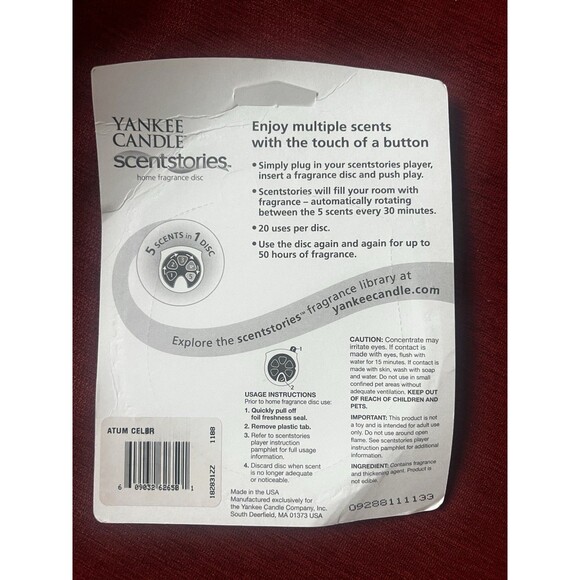 YANKEE
CANDLE®
scentstories™
home fragrance disc
Enjoy multiple scents
with the touch of a button
• Simply plug in your scentstories player,
insert a fragrance disc and push play.
• Scentstories will fill your room with
fragrance – automatically rotating
between the 5 scents every 30 minutes.
• 20 uses per disc.
• Use the disc again and again for up to
50 hours of fragrance.
5 SCENTS in 1 DISC
Explore the scentstories™ fragrance library at
yankeecandle.com
1
2
USAGE INSTRUCTIONS
Prior to home fragrance disc use:
1. Quickly pull off
foil freshness seal.
2. Remove plastic tab.
3. Refer to scentstories
player instruction
pamphlet for full usage
information.
4. Discard disc when scent
is no longer adequate
or noticeable.
Made in the USA
Manufactured exclusively for
the Yankee Candle Company, Inc.
South Deerfield, MA 01373 USA
CAUTION: Concentrate may
irritate eyes. If contact is
made with eyes, flush with
water for 15 minutes. If contact is
made with skin, wash with soap
and water. Do not use in small
confined pet areas without
adequate ventilation. KEEP OUT
OF REACH OF CHILDREN AND
PETS.
IMPORTANT: This product is not
a toy and is intended for adult use
only. Do not use around open
flame. See scentstories player
instruction pamphlet for additional
information.
INGREDIENT: Contains fragrance
and thickening agent. Product is
not edible.
09288111133
ATUM CELBR
6 09032 62658 1
1828312Z 1188